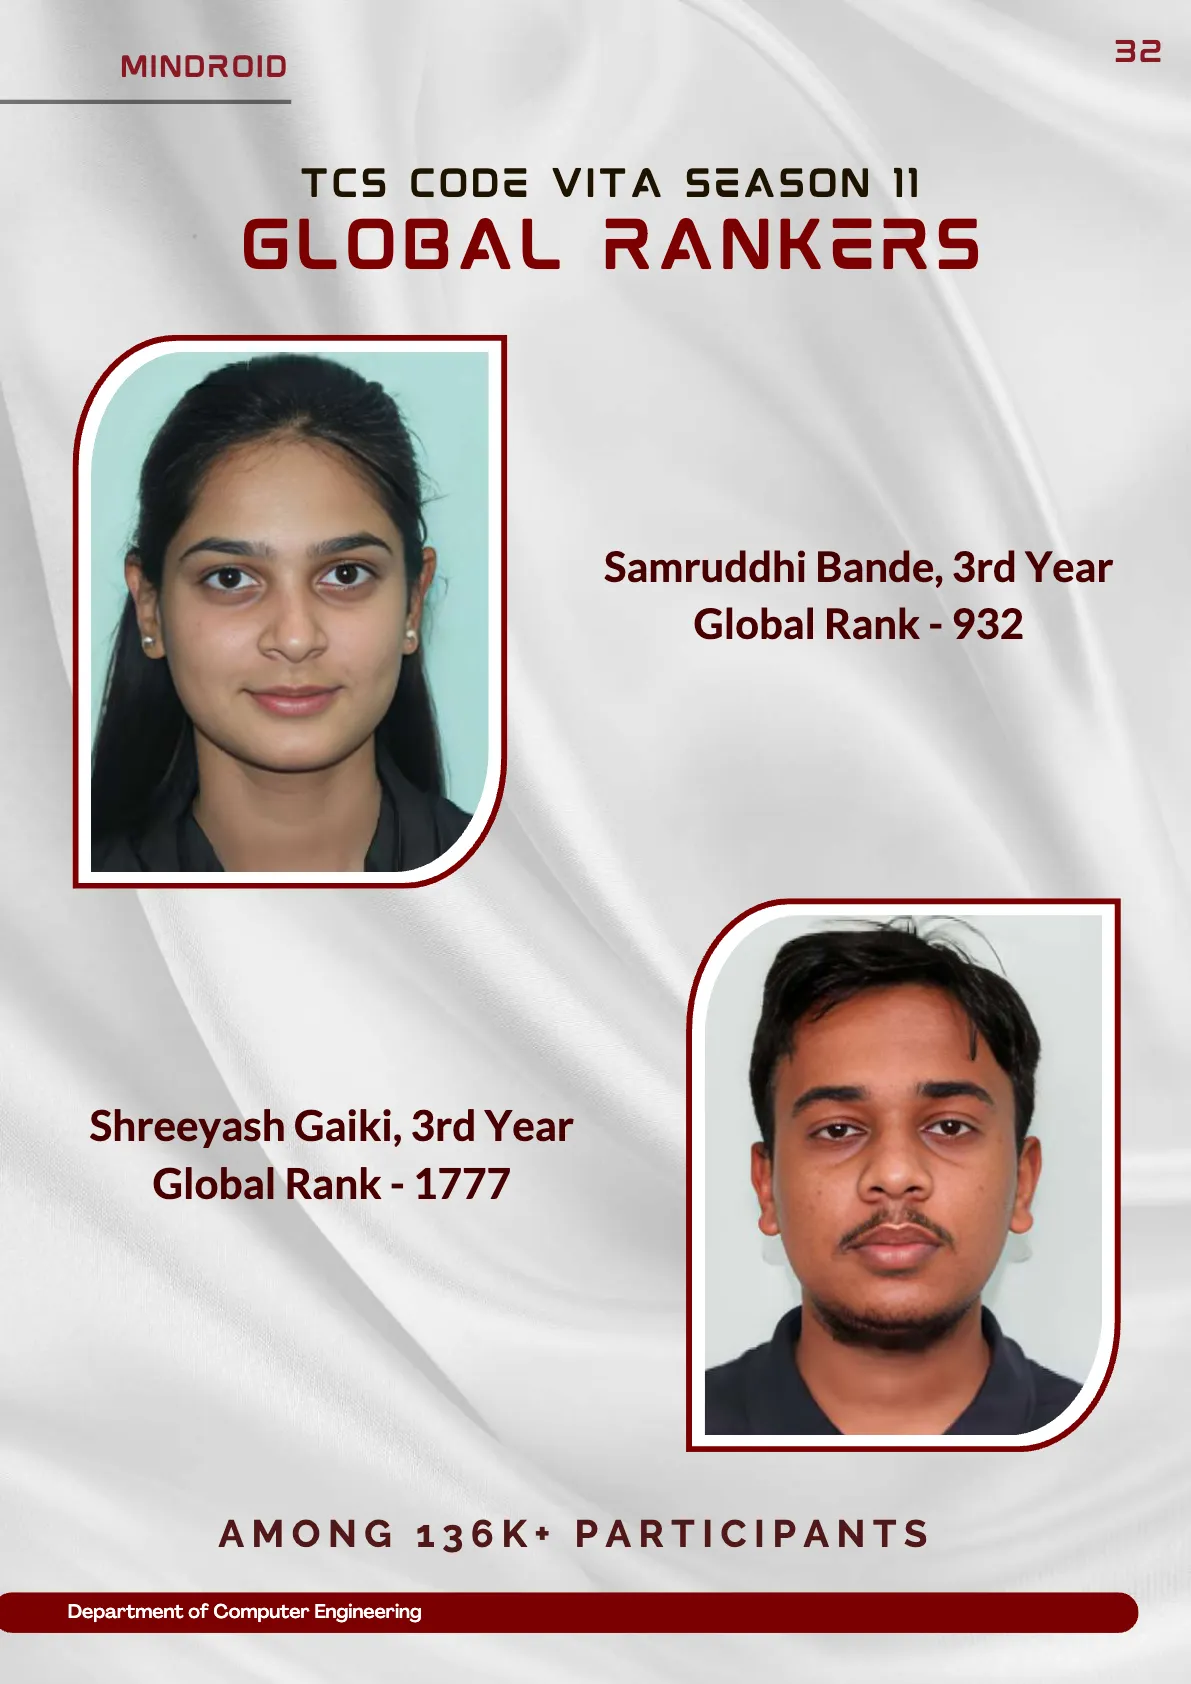 MINDROID
32
TCS CODE VITA SEASON 11
GLOBAL RANKERS
Samruddhi Bande, 3rd Year
Global Rank - 932
Shreeyash Gaiki, 3rd Year
Global Rank - 1777
AMONG 136K+ PARTICIPANTS
Department of Computer Engineering